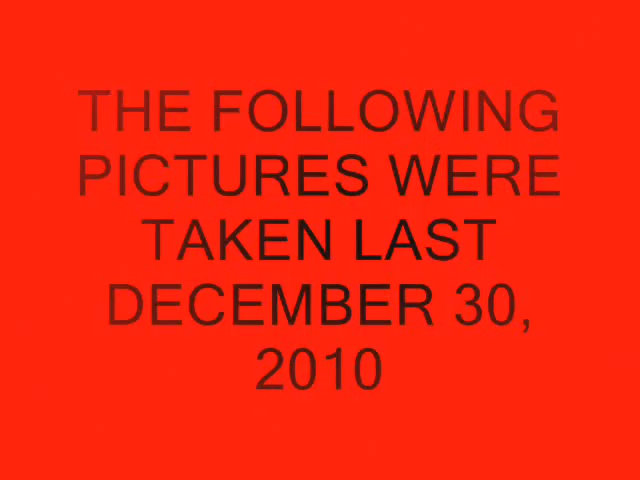 THE FOLLOWING
PICTURES WERE
TAKEN LAST
DECEMBER 30,
2010